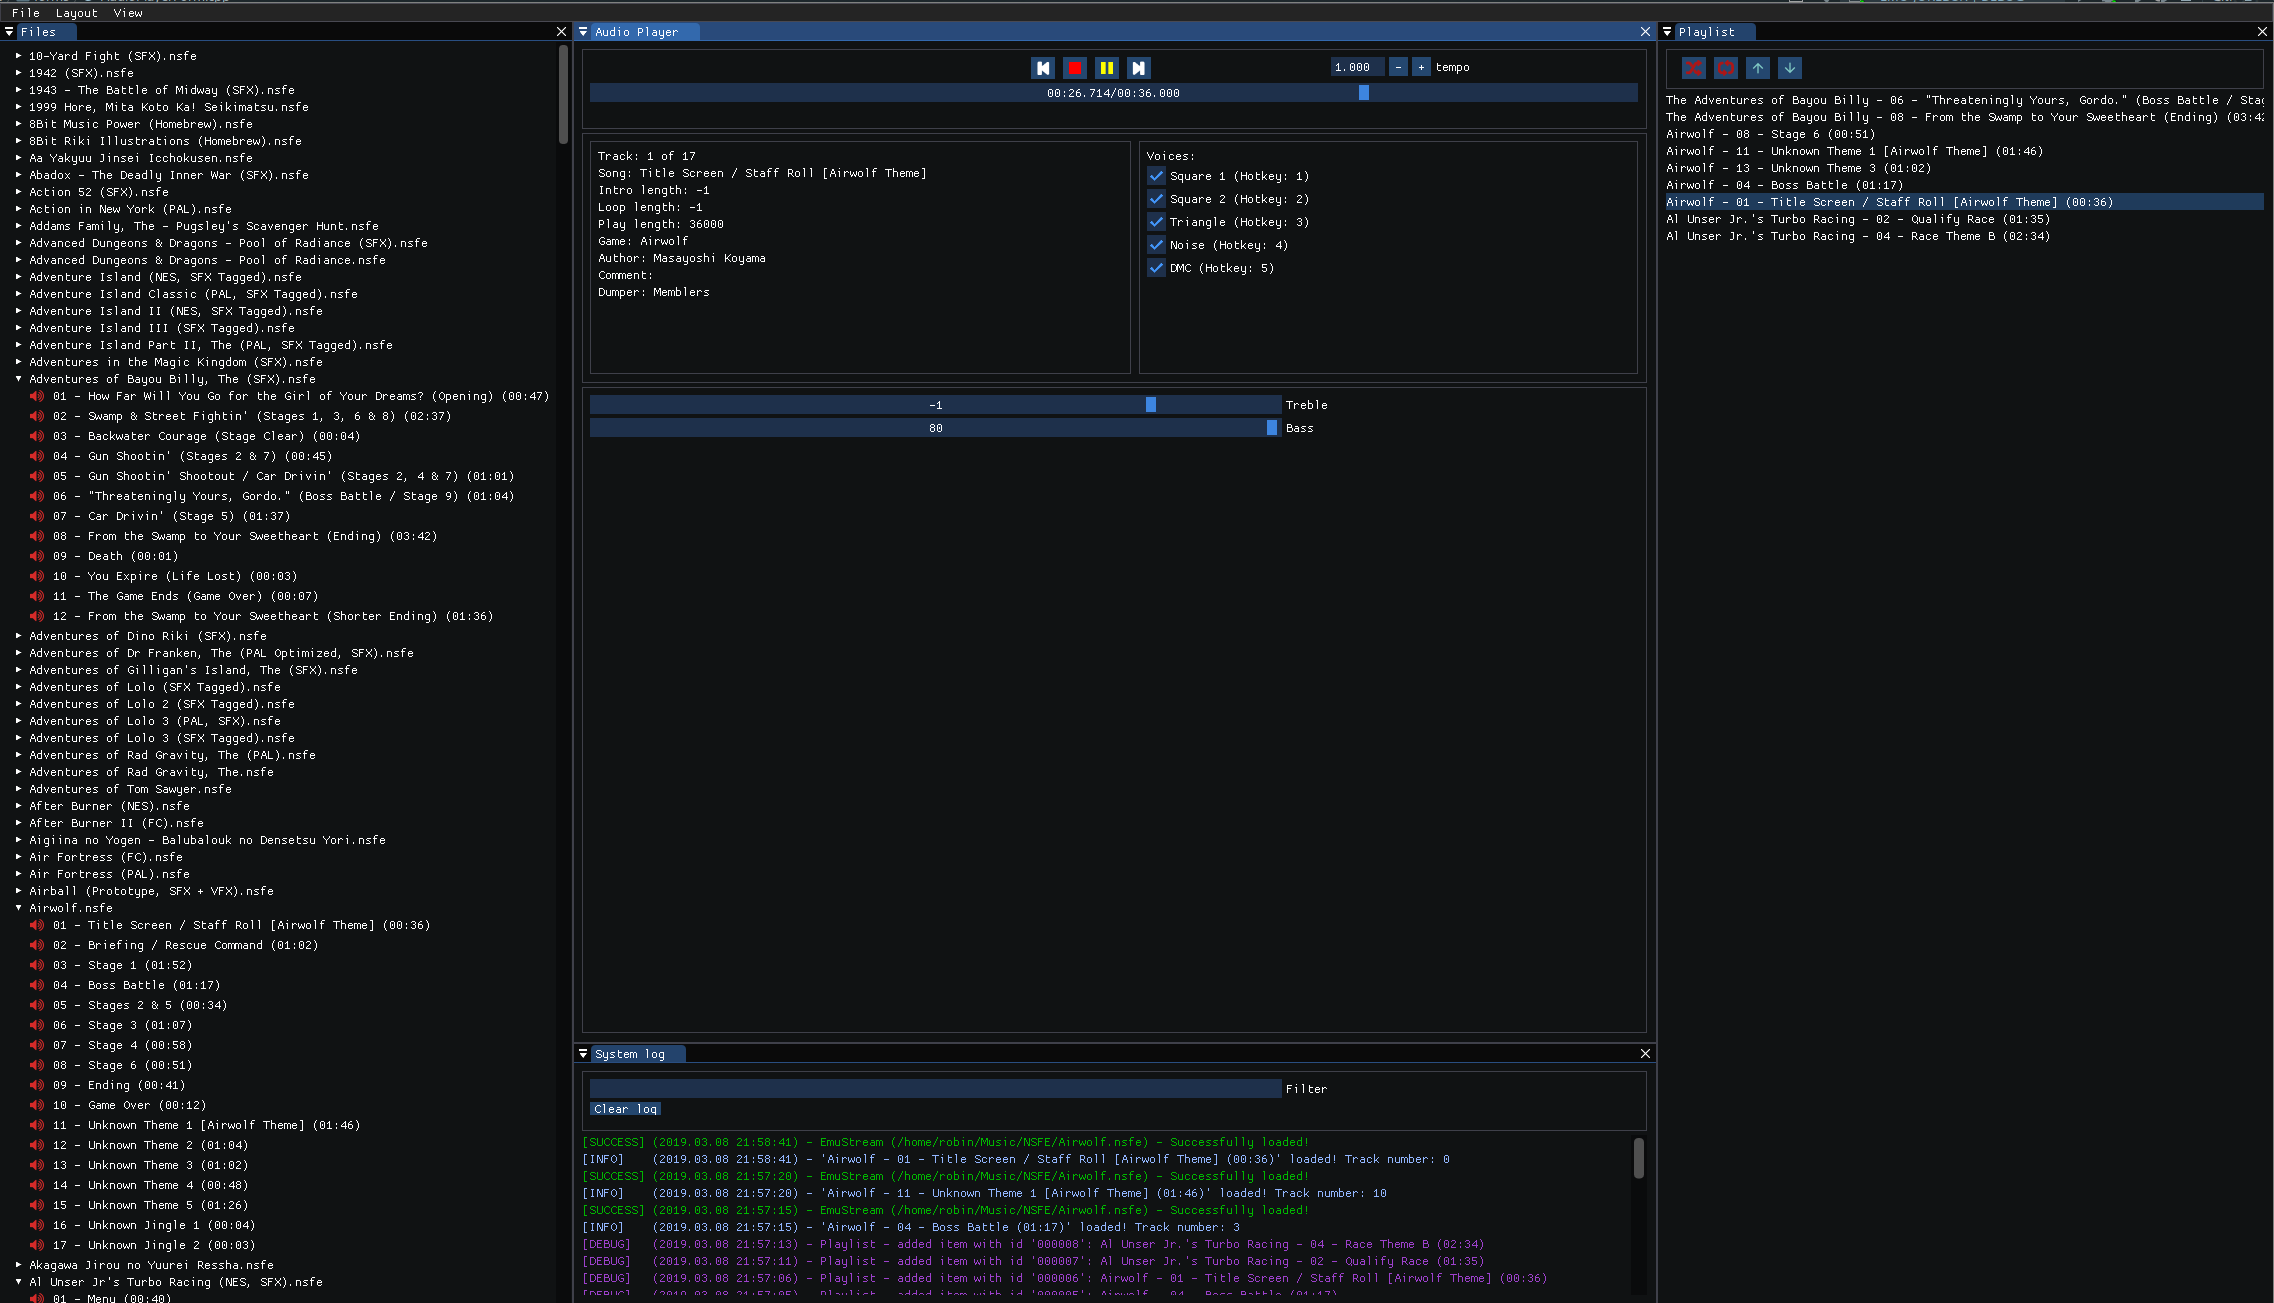 File Layout View
Files
10-Yard Fight (SFX).nsfe
1942 (SFX).nsfe
1943 - The Battle of Midway (SFX).nsfe
1999 Hore, Mita Koto Ka! Seikimatsu.nsfe
8Bit Music Power (Homebrew).nsfe
8Bit Riki Illustrations (Homebrew).nsfe
Aa Yakyuu Jinsei Icchokusen.nsfe
Abadox - The Deadly Inner War (SFX).nsfe
Action 52 (SFX).nsfe
Action in New York (PAL).nsfe
Addams Family, The - Pugsley's Scavenger Hunt.nsfe
Advanced Dungeons & Dragons - Pool of Radiance (SFX).nsfe
Advanced Dungeons & Dragons - Pool of Radiance.nsfe
Adventure Island (NES, SFX Tagged).nsfe
Adventure Island Classic (PAL, SFX Tagged).nsfe
Adventure Island II (NES, SFX Tagged).nsfe
Adventure Island III (SFX Tagged).nsfe
Adventure Island Part II, The (PAL, SFX Tagged).nsfe
Adventures in the Magic Kingdom (SFX).nsfe
Adventures of Bayou Billy, The (SFX).nsfe
01 - How Far Will You Go for the Girl of Your Dreams? (Opening) (00:47)
02 - Swamp & Street Fightin' (Stages 1, 3, 6 & 8) (02:37)
03 - Backwater Courage (Stage Clear) (00:04)
04 - Gun Shootin' (Stages 2 & 7) (00:45)
05 - Gun Shootin' Shootout / Car Drivin' (Stages 2, 4 & 7) (01:01)
06 - "Threateningly Yours, Gordo." (Boss Battle / Stage 9) (01:04)
07 - Car Drivin' (Stage 5) (01:37)
08 - From the Swamp to Your Sweetheart (Ending) (03:42)
09 - Death (00:01)
10 - You Expire (Life Lost) (00:03)
11 - The Game Ends (Game Over) (00:07)
12 - From the Swamp to Your Sweetheart (Shorter Ending) (01:36)
Adventures of Dino Riki (SFX).nsfe
Adventures of Dr Franken, The (PAL Optimized, SFX).nsfe
Adventures of Gilligan's Island, The (SFX).nsfe
Adventures of Lolo (SFX Tagged).nsfe
Adventures of Lolo 2 (SFX Tagged).nsfe
Adventures of Lolo 3 (PAL, SFX).nsfe
Adventures of Lolo 3 (SFX Tagged).nsfe
Adventures of Rad Gravity, The (PAL).nsfe
Adventures of Rad Gravity, The.nsfe
Adventures of Tom Sawyer.nsfe
After Burner (NES).nsfe
After Burner II (FC).nsfe
Aigiina no Yogen - Balubalouk no Densetsu Yori.nsfe
Air Fortress (FC).nsfe
Air Fortress (PAL).nsfe
Airball (Prototype, SFX + VFX).nsfe
Airwolf.nsfe
01 - Title Screen / Staff Roll [Airwolf Theme] (00:36)
02 - Briefing / Rescue Command (01:02)
03 - Stage 1 (01:52)
04 - Boss Battle (01:17)
05 - Stages 2 & 5 (00:34)
06 - Stage 3 (01:07)
07 - Stage 4 (00:58)
08 - Stage 6 (00:51)
09 - Ending (00:41)
10 - Game Over (00:12)
11 - Unknown Theme 1 [Airwolf Theme] (01:46)
12 - Unknown Theme 2 (01:04)
13 - Unknown Theme 3 (01:02)
14 - Unknown Theme 4 (00:48)
15 - Unknown Theme 5 (01:26)
16 - Unknown Jingle 1 (00:04)
17 - Unknown Jingle 2 (00:03)
Akagawa Jirou no Yuurei Ressha.nsfe
Al Unser Jr's Turbo Racing (NES, SFX).nsfe
01 - Menu (00:40)
Audio Player
1.000 - + tempo
00:26.714/00:36.000
Track: 1 of 17
Song: Title Screen / Staff Roll [Airwolf Theme]
Intro length: -1
Loop length: -1
Play length: 36000
Game: Airwolf
Author: Masayoshi Koyama
Comment:
Dumper: Memblers
Voices:
Square 1 (Hotkey: 1)
Square 2 (Hotkey: 2)
Triangle (Hotkey: 3)
Noise (Hotkey: 4)
DMC (Hotkey: 5)
-1 Treble
80 Bass
System log
Filter
Clear log
[SUCCESS] (2019.03.08 21:58:41) - EmuStream (/home/robin/Music/NSFE/Airwolf.nsfe) - Successfully loaded!
[INFO] (2019.03.08 21:58:41) - 'Airwolf - 01 - Title Screen / Staff Roll [Airwolf Theme] (00:36)' loaded! Track number: 0
[SUCCESS] (2019.03.08 21:57:20) - EmuStream (/home/robin/Music/NSFE/Airwolf.nsfe) - Successfully loaded!
[INFO] (2019.03.08 21:57:20) - 'Airwolf - 11 - Unknown Theme 1 [Airwolf Theme] (01:46)' loaded! Track number: 10
[SUCCESS] (2019.03.08 21:57:15) - EmuStream (/home/robin/Music/NSFE/Airwolf.nsfe) - Successfully loaded!
[INFO] (2019.03.08 21:57:15) - 'Airwolf - 04 - Boss Battle (01:17)' loaded! Track number: 3
[DEBUG] (2019.03.08 21:57:13) - Playlist - added item with id '000008': Al Unser Jr.'s Turbo Racing - 04 - Race Theme B (02:34)
[DEBUG] (2019.03.08 21:57:11) - Playlist - added item with id '000007': Al Unser Jr.'s Turbo Racing - 02 - Qualify Race (01:35)
[DEBUG] (2019.03.08 21:57:06) - Playlist - added item with id '000006': Airwolf - 01 - Title Screen / Staff Roll [Airwolf Theme] (00:36)
[DEBUG] (2019.03.08 21:57:05) - Playlist - added item with id '000005': Airwolf - 04 - Boss Battle (01:17)
Playlist
The Adventures of Bayou Billy - 06 - "Threateningly Yours, Gordo." (Boss Battle / Stag
The Adventures of Bayou Billy - 08 - From the Swamp to Your Sweetheart (Ending) (03:42
Airwolf - 08 - Stage 6 (00:51)
Airwolf - 11 - Unknown Theme 1 [Airwolf Theme] (01:46)
Airwolf - 13 - Unknown Theme 3 (01:02)
Airwolf - 04 - Boss Battle (01:17)
Airwolf - 01 - Title Screen / Staff Roll [Airwolf Theme] (00:36)
Al Unser Jr.'s Turbo Racing - 02 - Qualify Race (01:35)
Al Unser Jr.'s Turbo Racing - 04 - Race Theme B (02:34)